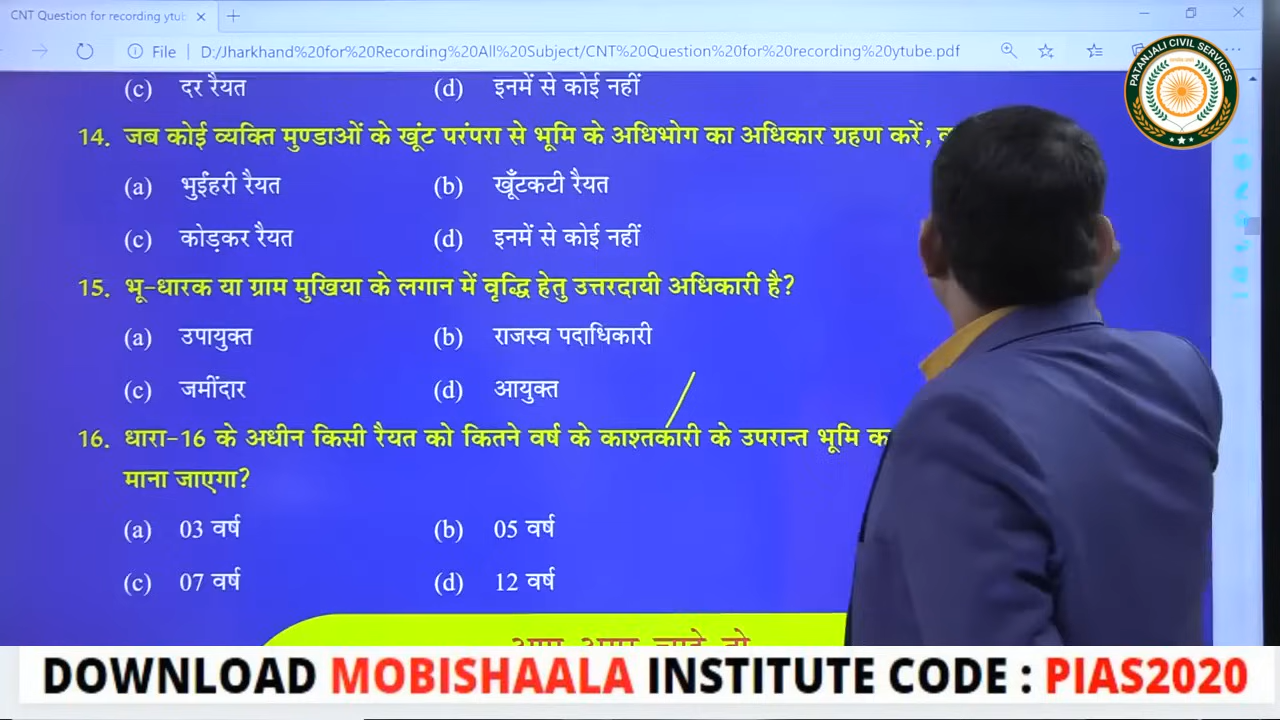 CNT Question for recording ytub
File D:/Jharkhand%20for%20Recording%20All%20Subject/CNT%20Question%20for%20recording%20ytube.pdf
PATANJALI CIVIL SERVICES
(c) दर रैयत (d) इनमें से कोई नहीं
14. जब कोई व्यक्ति मुण्डाओं के खूंट परपरा से भूमि के अधिभोग का अधिकार ग्रहण करें,
(a) भुईंहरी रैयत (b) खूँटकटी रैयत
(c) कोड़कर रैयत (d) इनमें से कोई नहीं
15. भू-धारक या ग्राम मुखिया के लगान में वृद्धि हेतु उत्तरदायी अधिकारी है?
(a) उपायुक्त (b) राजस्व पदाधिकारी
(c) जमींदार (d) आयुक्त
16. धारा-16 के अधीन किसी रैयत को कितने वर्ष के काश्तकारी के उपरान्त भूमि
माना जाएगा?
(a) 03 वर्ष (b) 05 वर्ष
(c) 07 वर्ष (d) 12 वर्ष
DOWNLOAD MOBISHAALA INSTITUTE CODE : PIAS2020